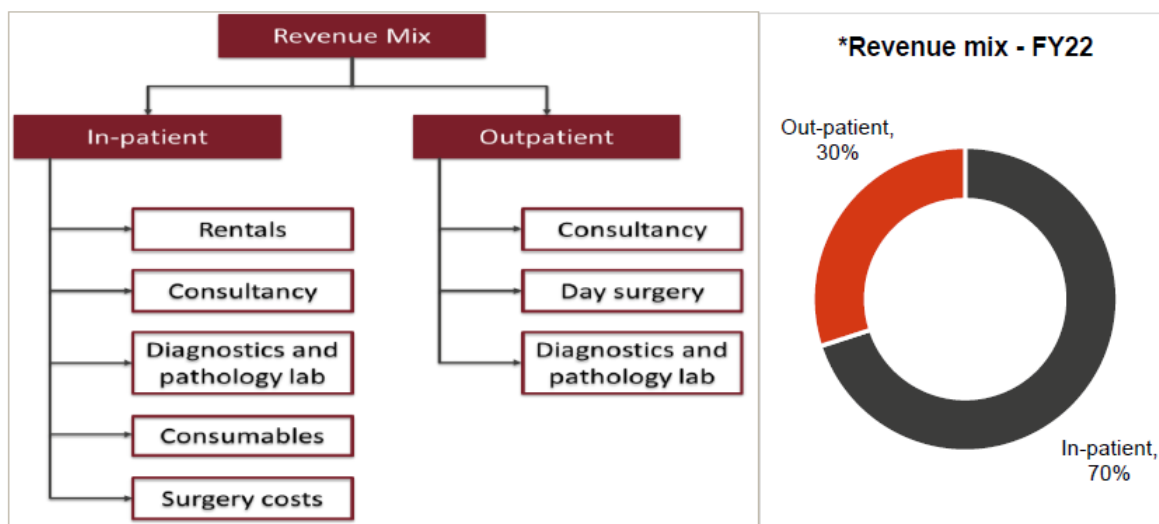 Revenue Mix
In-patient
Rentals
Consultancy
Diagnostics and
pathology lab
Consumables
Surgery costs
Outpatient
Consultancy
Day surgery
Diagnostics and
pathology lab
*Revenue mix - FY22
Out-patient,
30%
In-patient,
70%